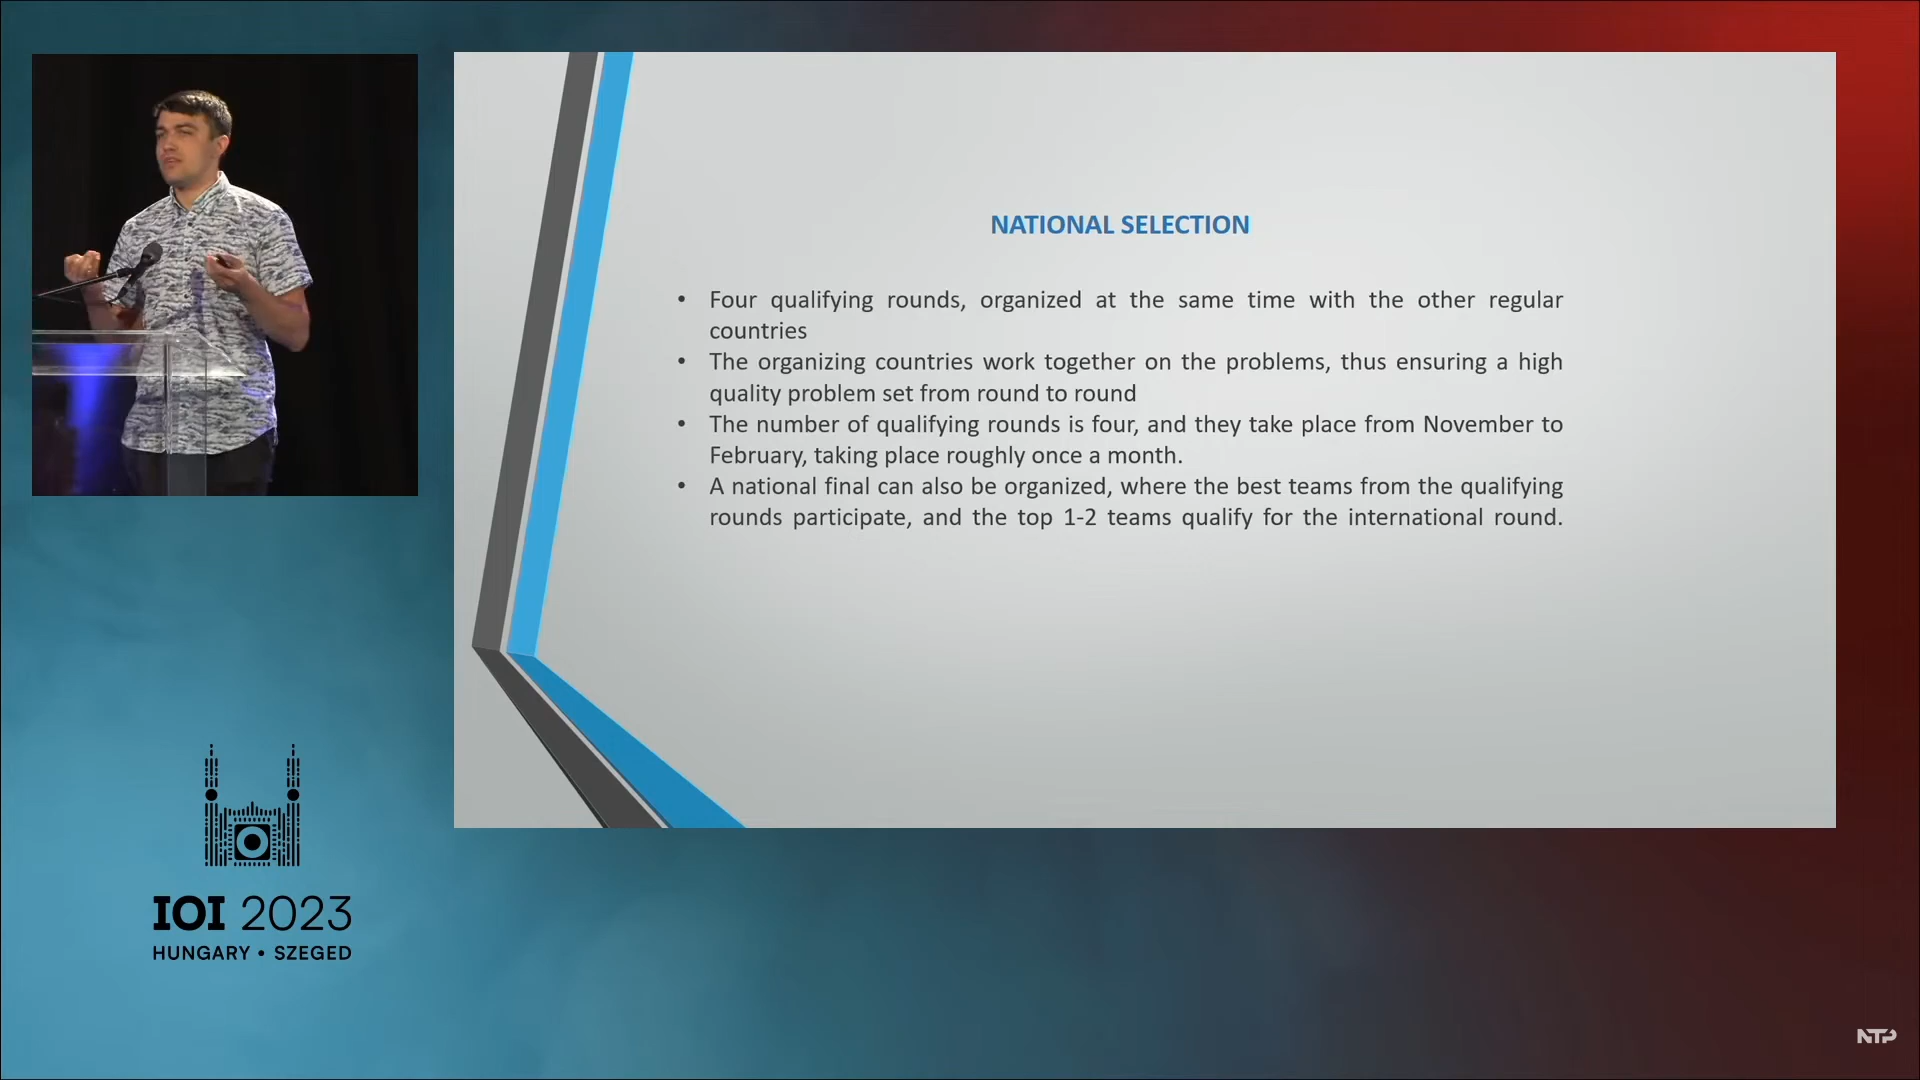 NATIONAL SELECTION
• Four qualifying rounds, organized at the same time with the other regular
countries
• The organizing countries work together on the problems, thus ensuring a high
quality problem set from round to round
• The number of qualifying rounds is four, and they take place from November to
February, taking place roughly once a month.
• A national final can also be organized, where the best teams from the qualifying
rounds participate, and the top 1-2 teams qualify for the international round.
IOI 2023
HUNGARY • SZEGED
NTP